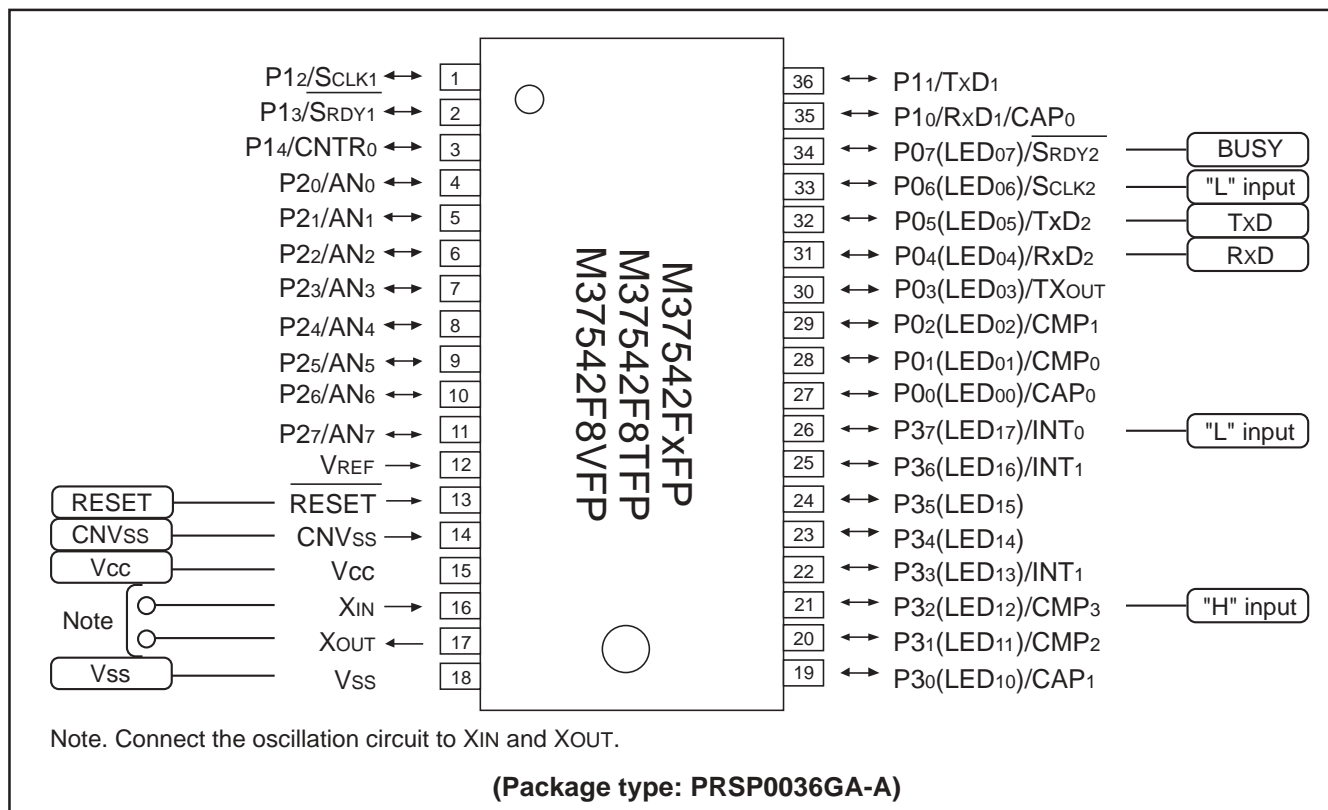 P12/SCLK1
P13/SRDY1
P14/CNTR0
P20/AN0
P21/AN1
P22/AN2
P23/AN3
P24/AN4
P25/AN5
P26/AN6
P27/AN7
VREF
RESET RESET
CNVSS CNVSS
Vcc Vcc
Note
XIN
XOUT
Vss VSS
1
2
3
4
5
6
7
8
9
10
11
12
13
14
15
16
17
18
M37542FxFP
M37542F8TFP
M37542F8VFP
36 P11/TxD1
35 P10/RxD1/CAP0
34 P07(LED07)/SRDY2 BUSY
33 P06(LED06)/SCLK2 "L" input
32 P05(LED05)/TxD2 TxD
31 P04(LED04)/RxD2 RxD
30 P03(LED03)/TXOUT
29 P02(LED02)/CMP1
28 P01(LED01)/CMP0
27 P00(LED00)/CAP0
26 P37(LED17)/INT0 "L" input
25 P36(LED16)/INT1
24 P35(LED15)
23 P34(LED14)
22 P33(LED13)/INT1
21 P32(LED12)/CMP3 "H" input
20 P31(LED11)/CMP2
19 P30(LED10)/CAP1
Note. Connect the oscillation circuit to XIN and XOUT.
(Package type: PRSP0036GA-A)